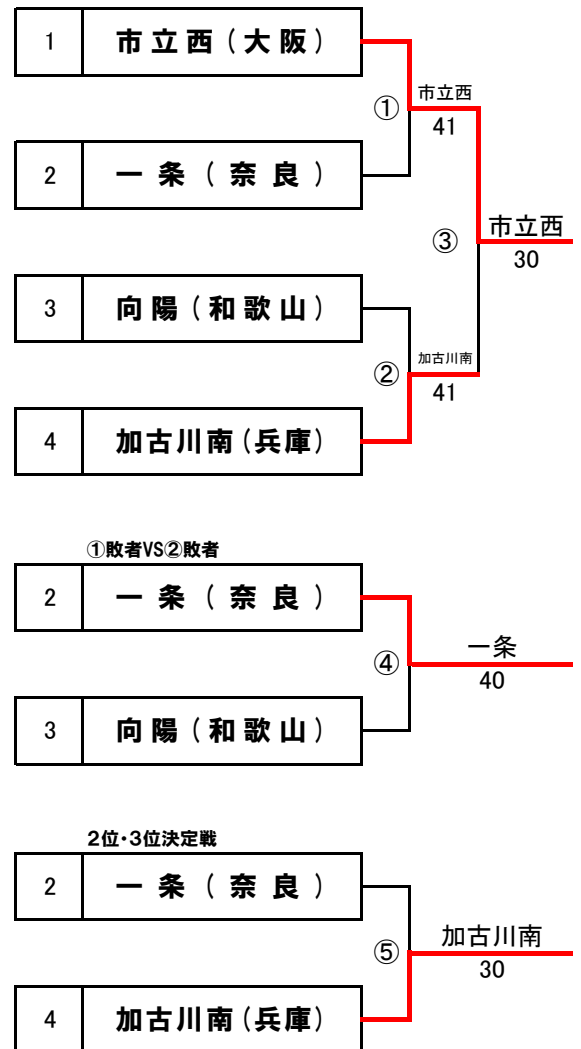 1 市立西(大阪)
① 市立西
41
2 一条(奈良)
③ 市立西
30
3 向陽(和歌山)
② 加古川南
41
4 加古川南(兵庫)
①敗者VS②敗者
2 一条(奈良)
④ 一条
40
3 向陽(和歌山)
2位・3位決定戦
2 一条(奈良)
⑤ 加古川南
30
4 加古川南(兵庫)